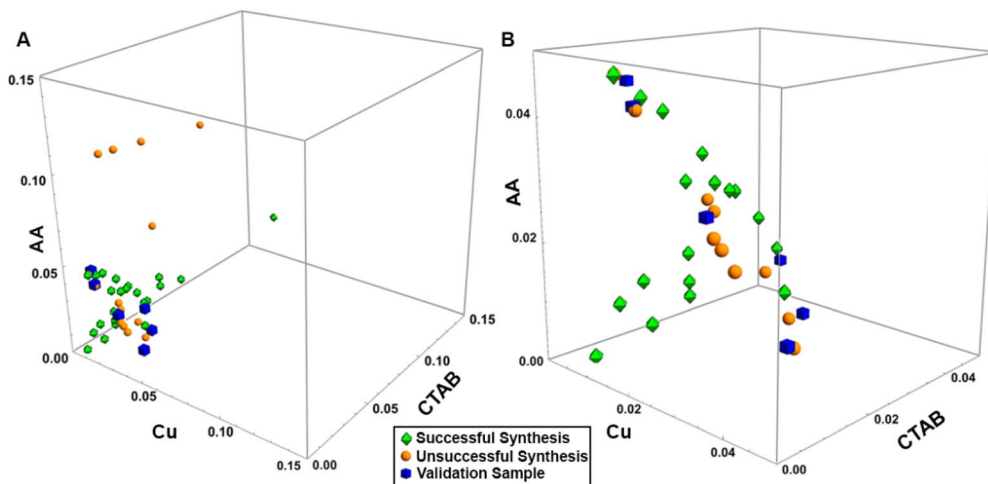 A
0.15
0.10
AA
0.05
0.00
0.05
Cu
0.10
0.15
0.00
0.05
CTAB
0.10
0.15
B
0.04
AA
0.02
0.00
0.02
Cu
0.04
0.00
0.02
CTAB
0.04
Successful Synthesis
Unsuccessful Synthesis
Validation Sample